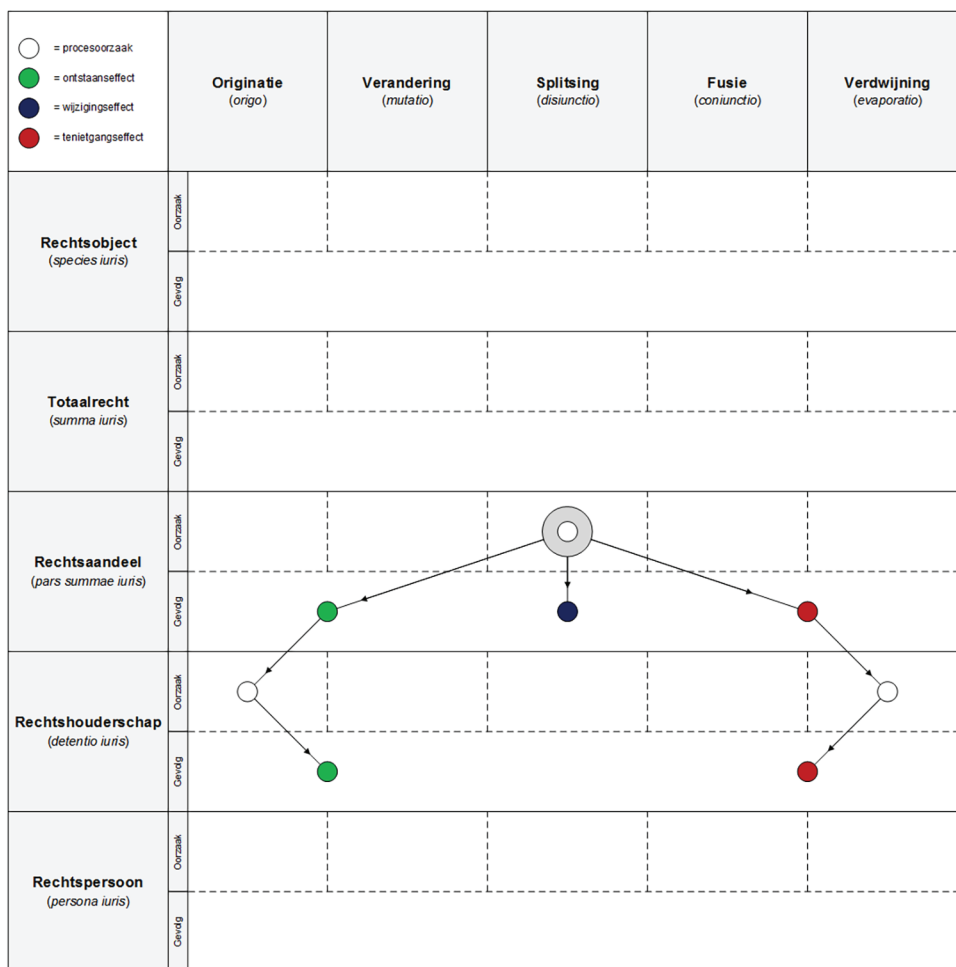 = procesoorzaak
= ontstaanseffect
= wijzigingseffect
= tenietgangseffect
Originatie
(origo)
Verandering
(mutatio)
Splitsing
(disiunctio)
Fusie
(coniunctio)
Verdwijning
(evaporatio)
Rechtsobject
(species iuris)
Oorzaak
Gevolg
Totaalrecht
(summa iuris)
Oorzaak
Gevolg
Rechtsaandeel
(pars summae iuris)
Oorzaak
Gevolg
Rechtshouderschap
(detentio iuris)
Oorzaak
Gevolg
Rechtspersoon
(persona iuris)
Oorzaak
Gevolg